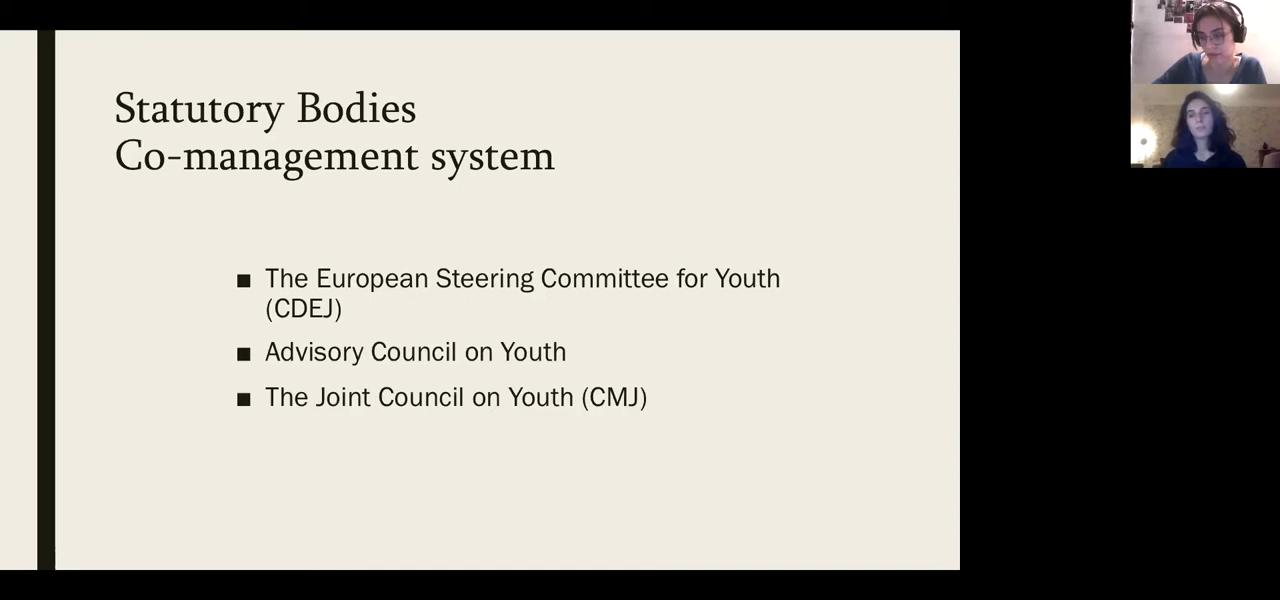 Statutory Bodies
Co-management system
■ The European Steering Committee for Youth
(CDEJ)
■ Advisory Council on Youth
■ The Joint Council on Youth (CMJ)